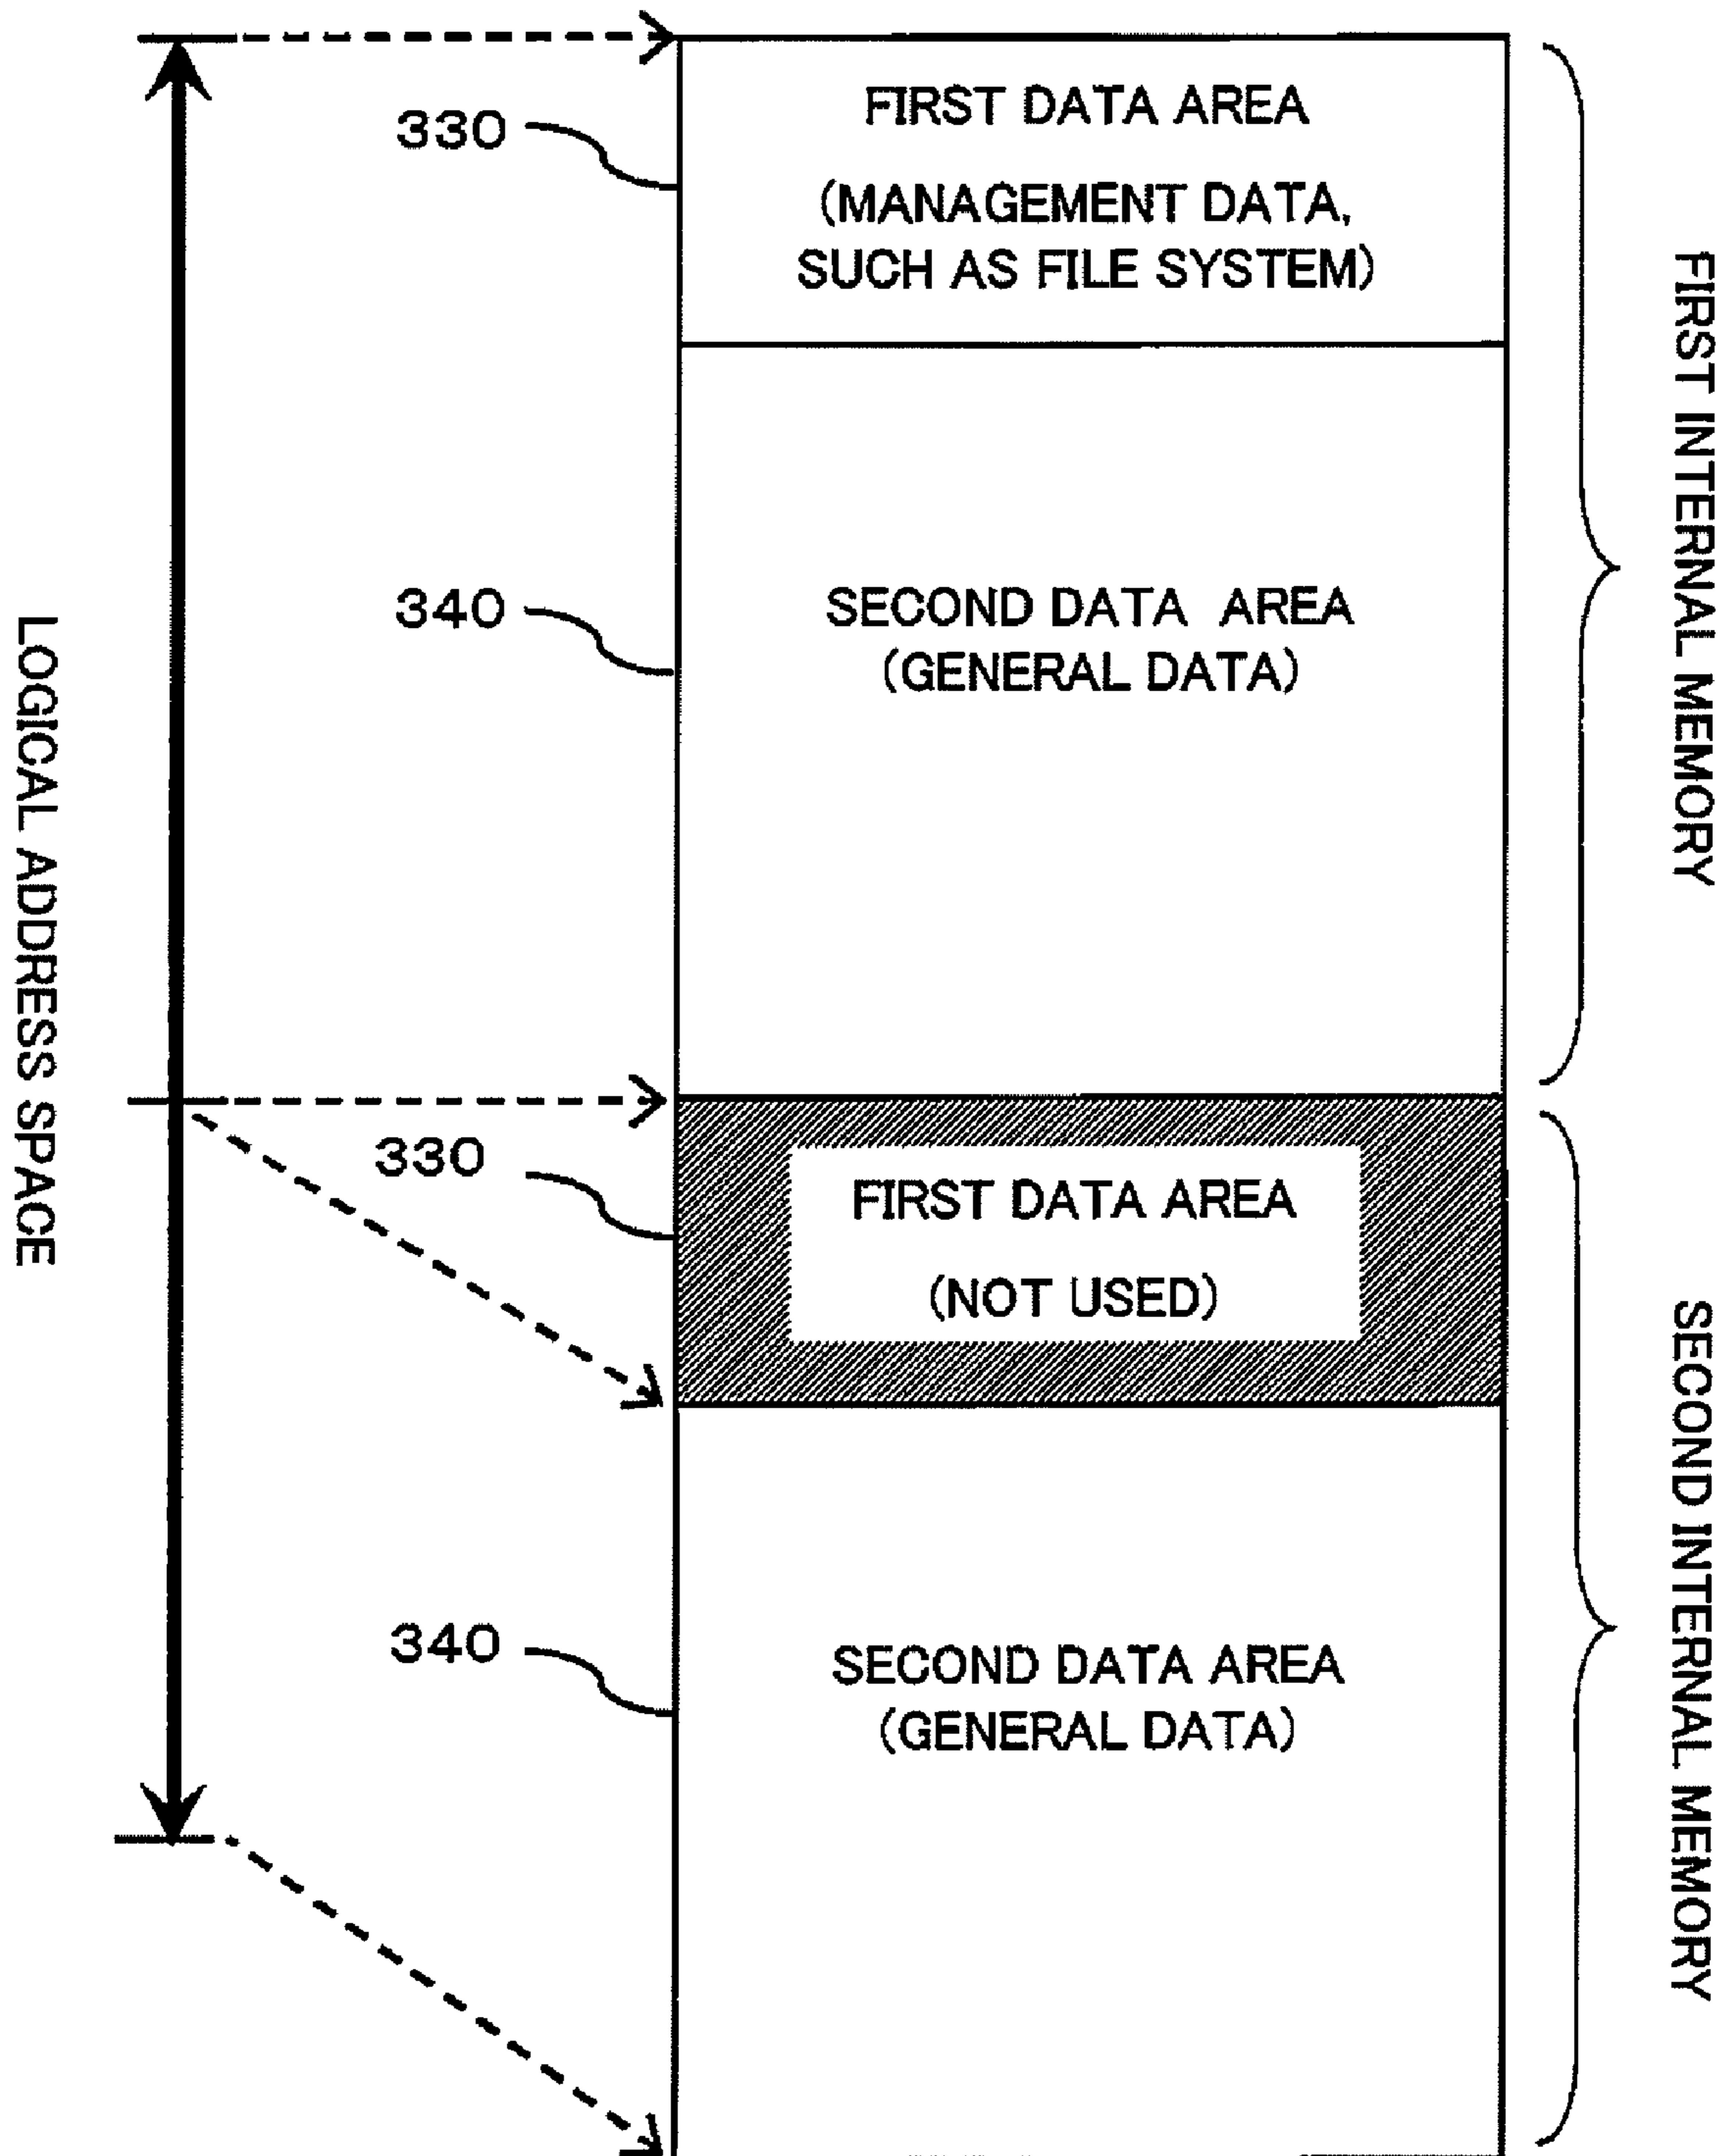 330
FIRST DATA AREA
(MANAGEMENT DATA,
SUCH AS FILE SYSTEM)
FIRST INTERNAL MEMORY
340
SECOND DATA AREA
(GENERAL DATA)
LOGICAL ADDRESS SPACE
330
FIRST DATA AREA
(NOT USED)
SECOND INTERNAL MEMORY
340
SECOND DATA AREA
(GENERAL DATA)